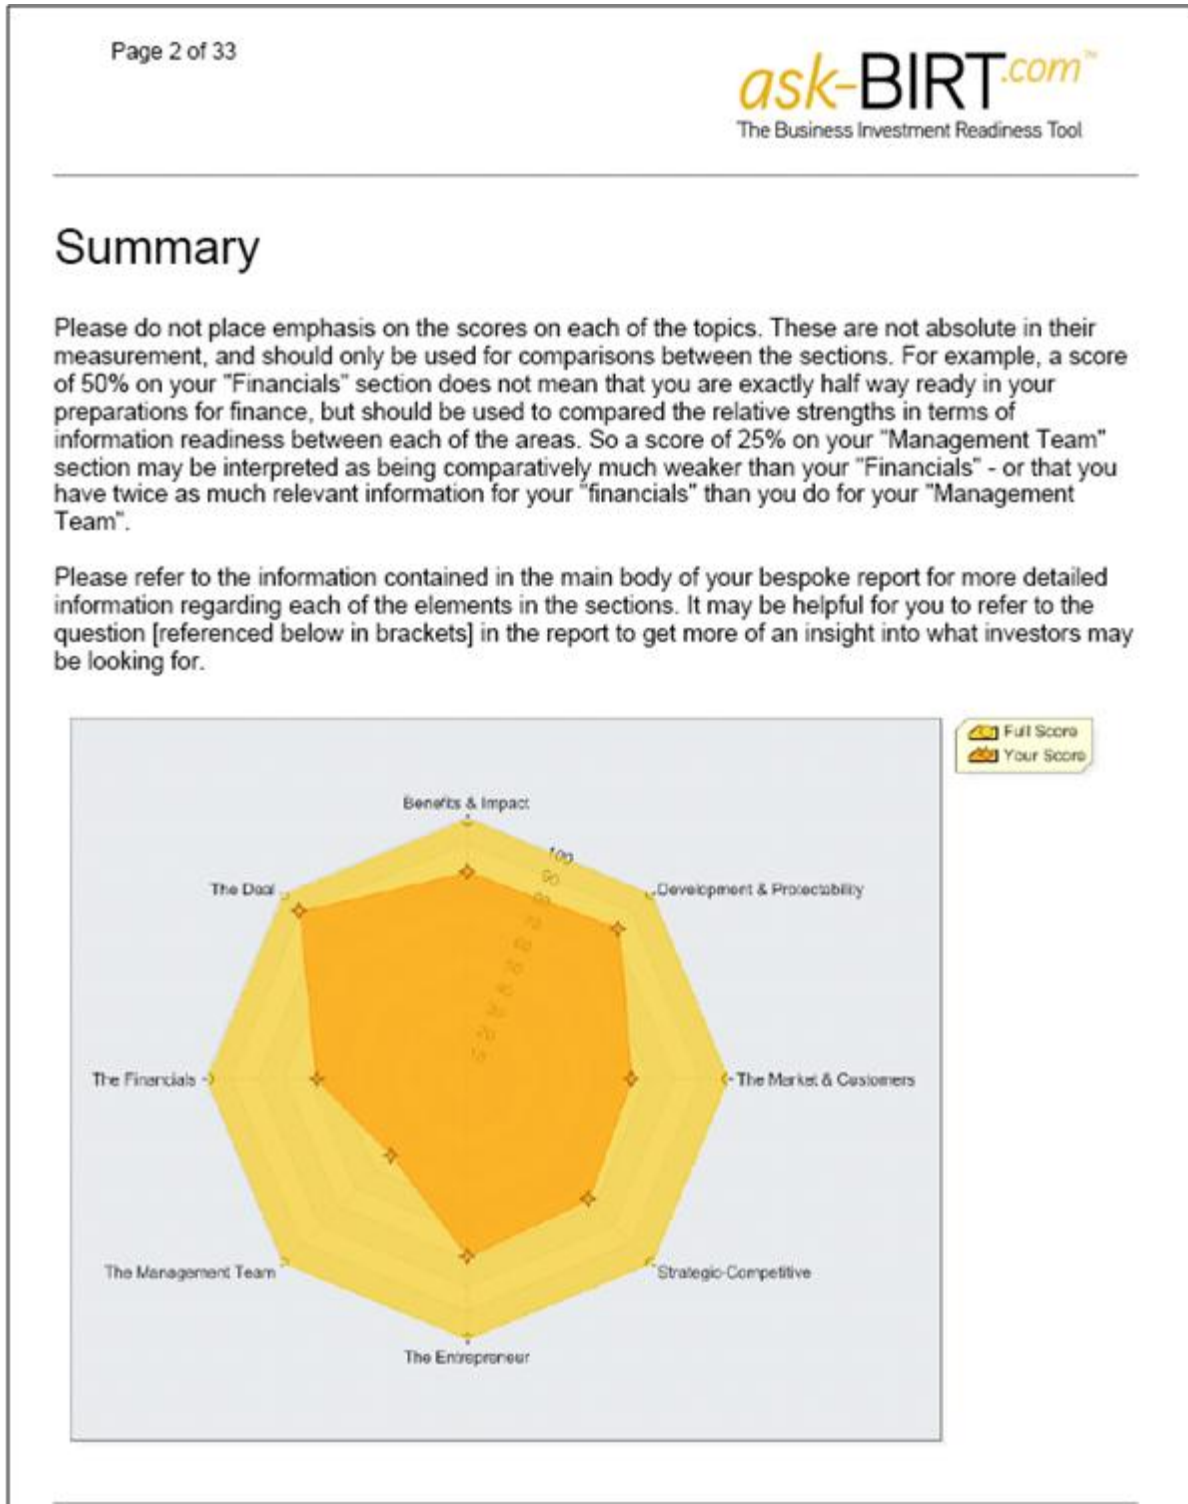 Page 2 of 33
ask-BIRT.com™
The Business Investment Readiness Tool
Summary
Please do not place emphasis on the scores on each of the topics. These are not absolute in their
measurement, and should only be used for comparisons between the sections. For example, a score
of 50% on your "Financials" section does not mean that you are exactly half way ready in your
preparations for finance, but should be used to compared the relative strengths in terms of
information readiness between each of the areas. So a score of 25% on your "Management Team"
section may be interpreted as being comparatively much weaker than your "Financials" - or that you
have twice as much relevant information for your "financials" than you do for your "Management
Team".
Please refer to the information contained in the main body of your bespoke report for more detailed
information regarding each of the elements in the sections. It may be helpful for you to refer to the
question [referenced below in brackets] in the report to get more of an insight into what investors may
be looking for.
Full Score
Your Score
Benefits & Impact
100
90
80
70
60
50
40
30
20
10
The Deal
Development & Protectability
The Financials
The Market & Customers
The Management Team
Strategic-Competitive
The Entrepreneur